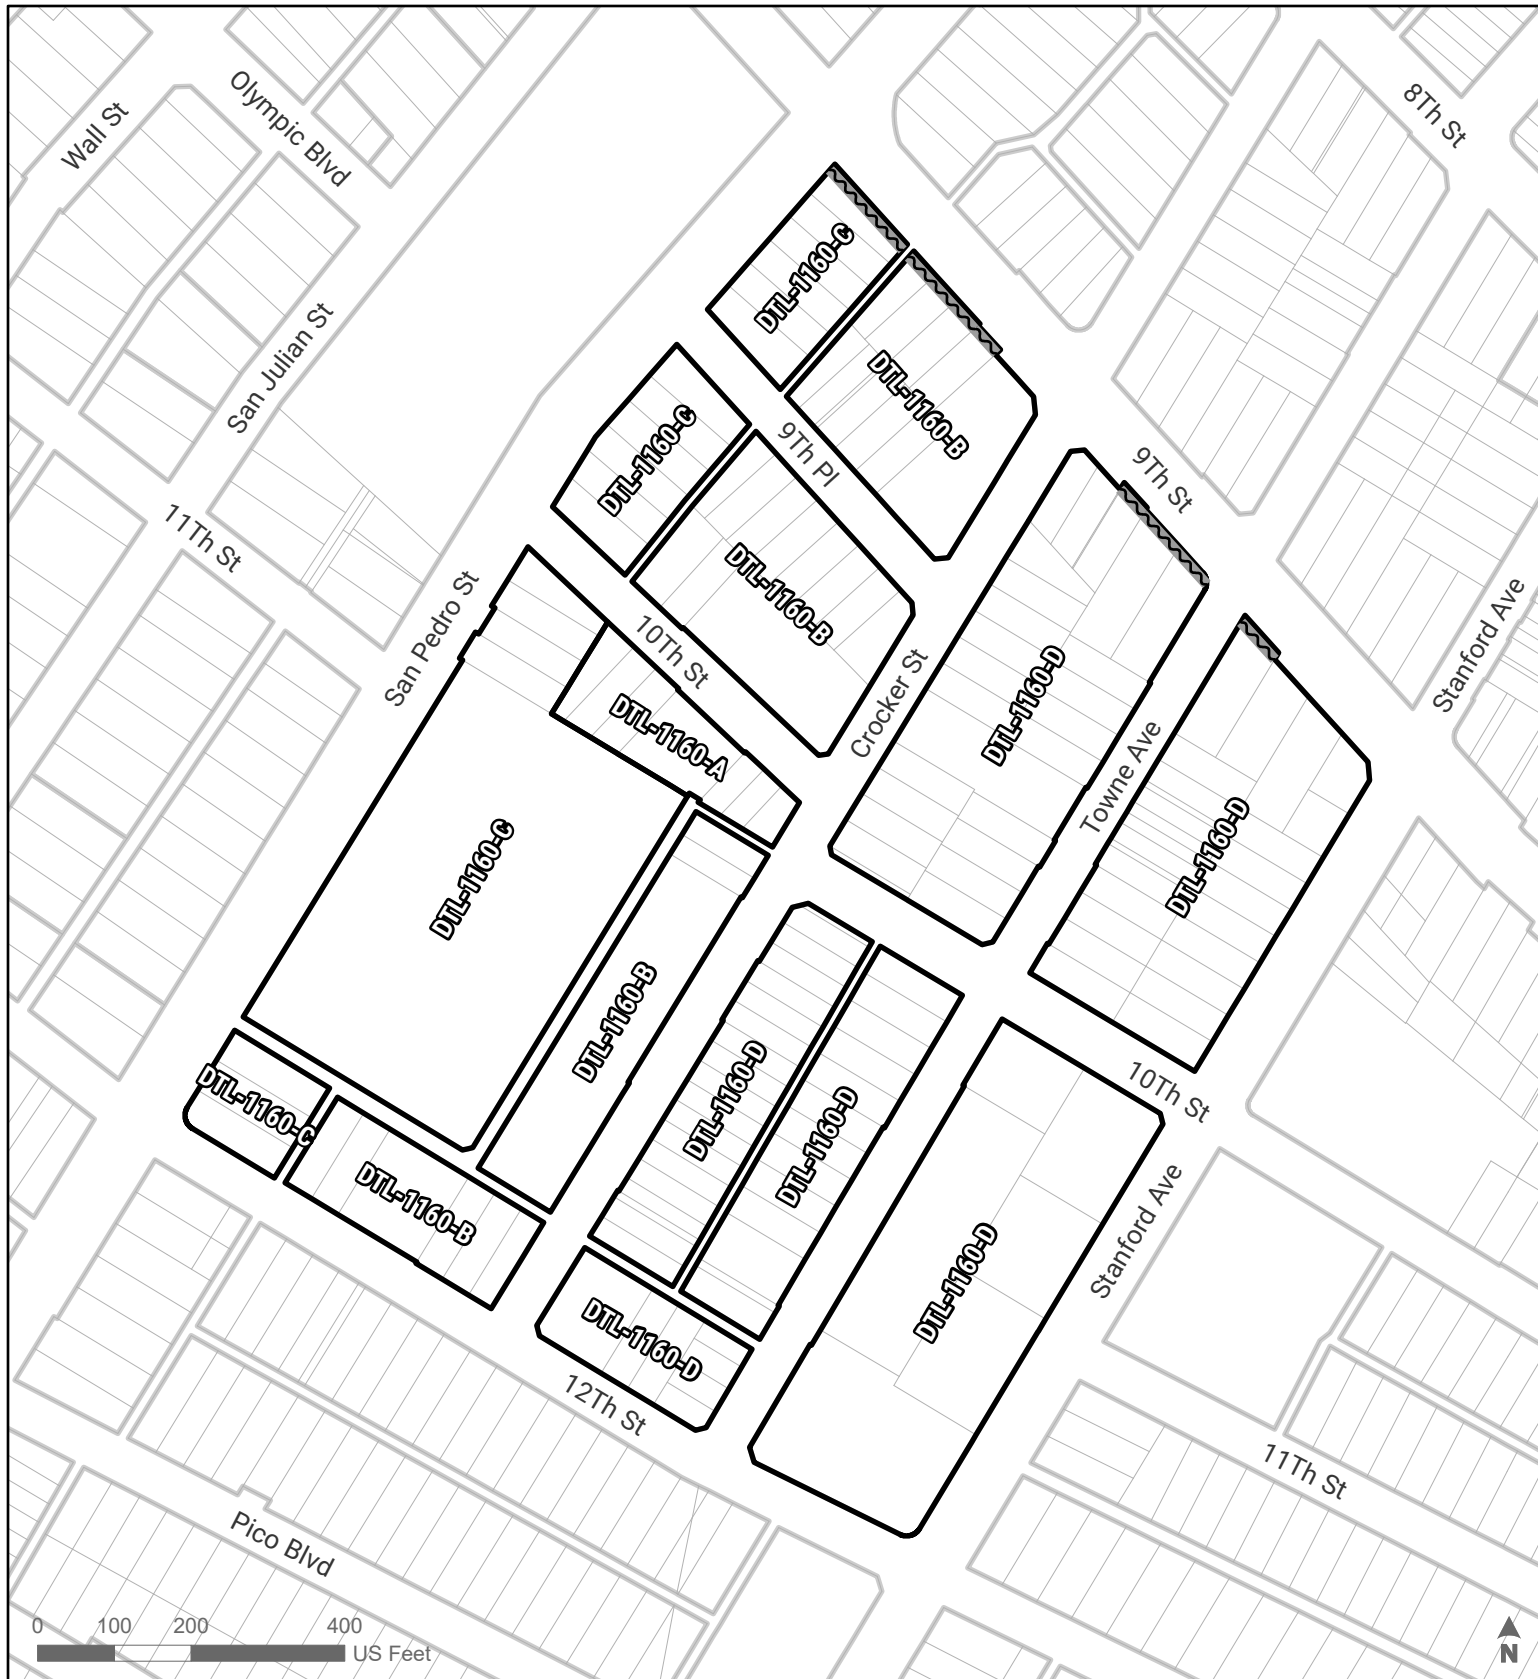 Wall St
Olympic Blvd
8Th St
DTL-1160-C
DTL-1160-B
San Julian St
DTL-1160-C
9Th Pl
9Th St
11Th St
DTL-1160-B
San Pedro St
10Th St
Crocker St
DTL-1160-D
Stanford Ave
DTL-1160-A
Towne Ave
DTL-1160-C
DTL-1160-D
DTL-1160-B
DTL-1160-D
DTL-1160-D
10Th St
DTL-1160-C
DTL-1160-B
Stanford Ave
DTL-1160-D
DTL-1160-D
12Th St
11Th St
Pico Blvd
0 100 200 400
US Feet
N